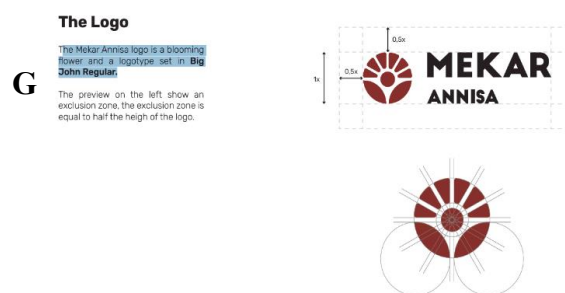 The Logo
The Mekar Annisa logo is a blooming
flower and a logotype set in Big
John Regular.
G
The preview on the left show an
exclusion zone, the exclusion zone is
equal to half the heigh of the logo.
0,5x
0,5x
1x
MEKAR
ANNISA